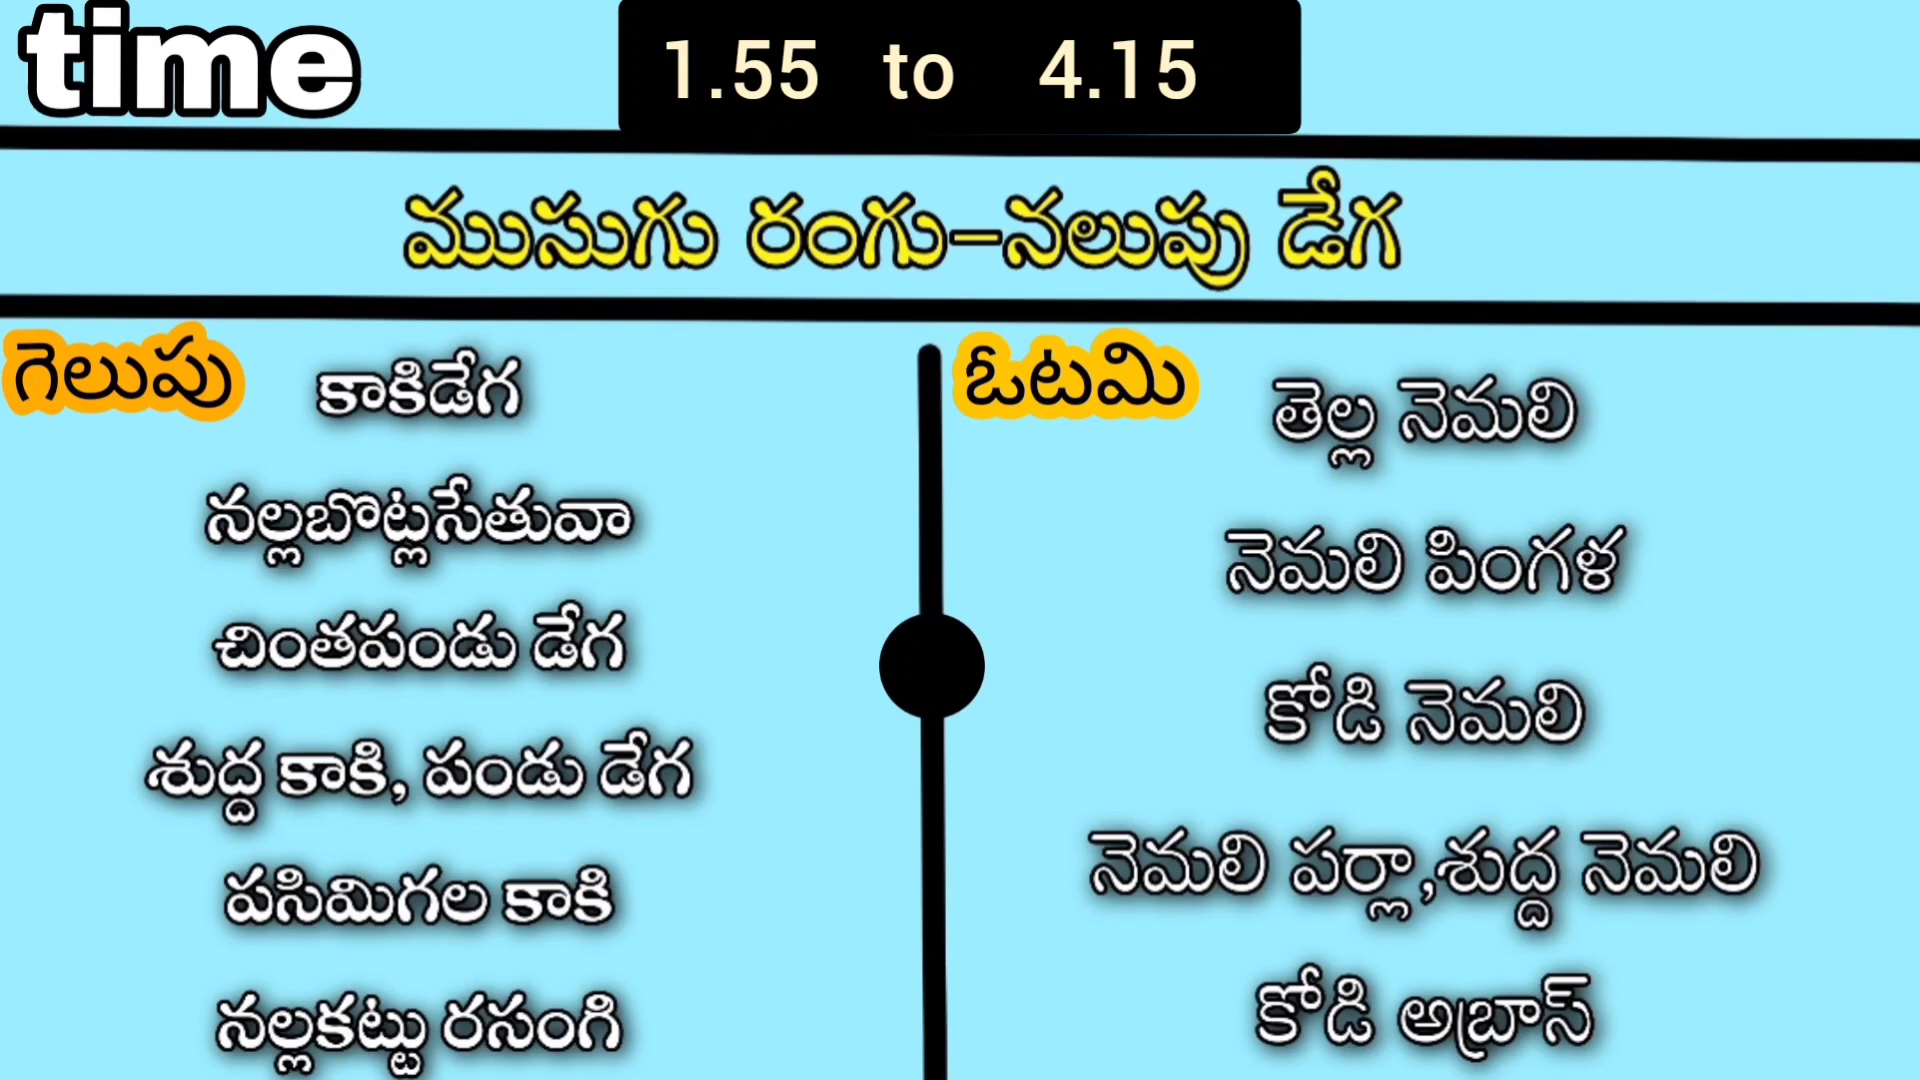 time
1.55 to 4.15
ముసుగు రంగు-నలుపు డేగ
గెలుపు
కాకిడేగ
నల్లబొట్లసేతువా
చింతపండు డేగ
శుద్ధ కాకి, పండు డేగ
పసిమిగల కాకి
నల్లకట్టు రసంగి
ఓటమి
తెల్ల నెమలి
నెమలి పింగళ
కోడి నెమలి
నెమలి పర్లా,శుద్ధ నెమలి
కోడి అబ్రాస్